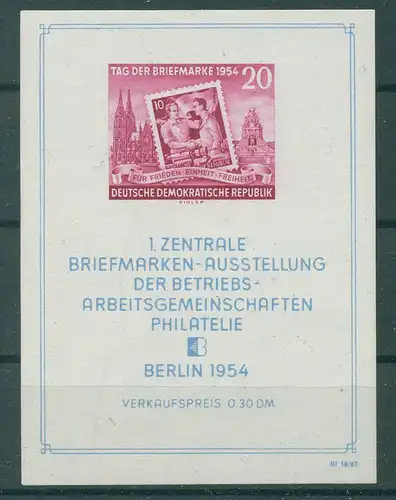 TAG DER BRIEFMARKE 1954 20
10
FÜR FRIEDEN·EINHEIT·FREIHEIT
DEUTSCHE DEMOKRATISCHE REPUBLIK
1. ZENTRALE
BRIEFMARKEN-AUSSTELLUNG
DER BETRIEBS-
ARBEITSGEMEINSCHAFTEN
PHILATELIE
B
BERLIN 1954
VERKAUFSPREIS 0.30 DM